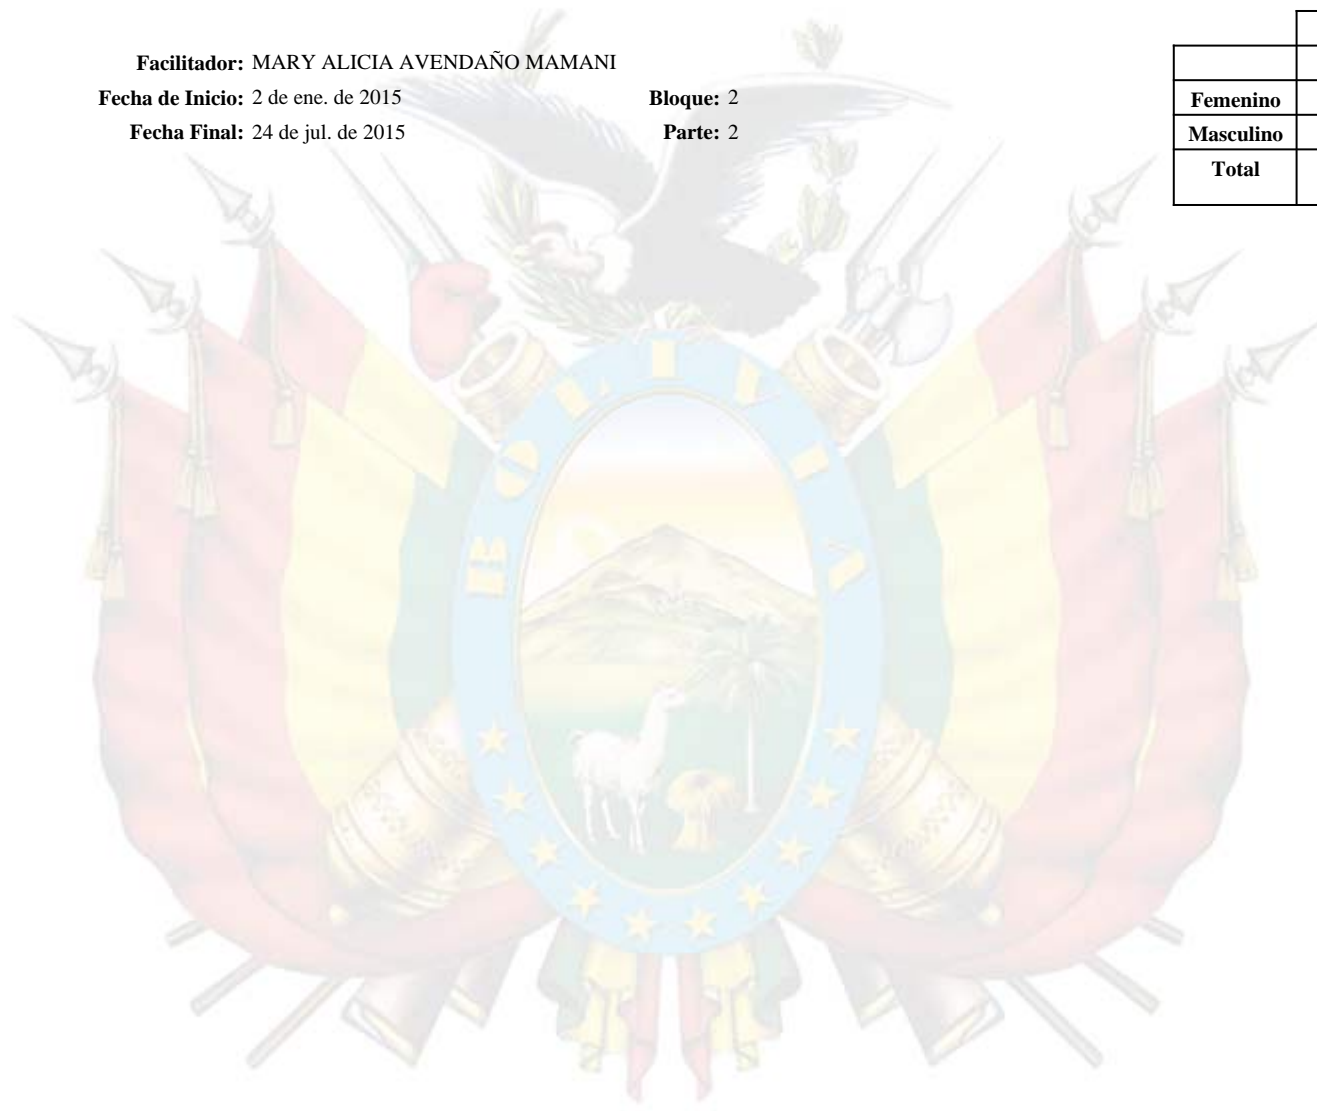 Facilitador: MARY ALICIA AVENDAÑO MAMANI
Fecha de Inicio: 2 de ene. de 2015 Bloque: 2
Fecha Final: 24 de jul. de 2015 Parte: 2
Femenino
Masculino
Total
BOLIVIA